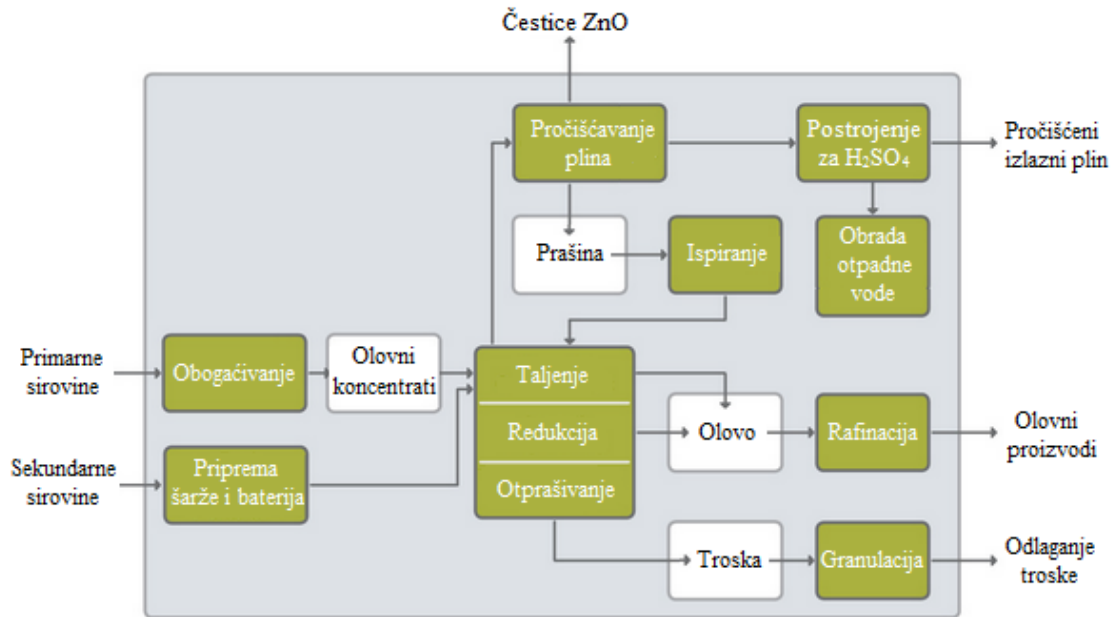 Čestice ZnO
Pročišćavanje
plina
Postrojenje
za H₂SO₄
Pročišćeni
izlazni plin
Prašina
Ispiranje
Obrada
otpadne
vode
Primarne
sirovine
Obogaćivanje
Olovni
koncentrati
Taljenje
Redukcija
Otprašivanje
Olovo
Rafinacija
Olovni
proizvodi
Sekundarne
sirovine
Priprema
šarže i baterija
Troska
Granulacija
Odlaganje
troske